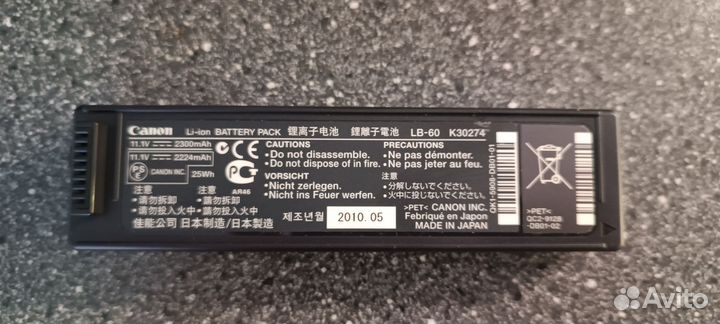 Canon Li-ion BATTERY PACK 锂离子电池 鋰離子電池 LB-60 K30274
11.1V 2300mAh
11.1V 2224mAh
PS CANON INC. 25Wh
注意 注意
•请勿拆卸 •請勿拆卸
•请勿投入火中 •請勿投入火中
佳能公司 日本制造/日本製造
PG
AR46
CAUTIONS
•Do not disassemble.
•Do not dispose of in fire.
VORSICHT
•Nicht zerlegen.
•Nicht ins Feuer werfen.
제조년월 2010.05
PRECAUTIONS
•Ne pas démonter.
•Ne pas jeter au feu.
注意
•分解しないでください。
•火中に投じないでください。
>PET< CANON INC.
Fabriqué en Japon
MADE IN JAPAN
>PET<
QC2-9128
-DB01-02
Avito